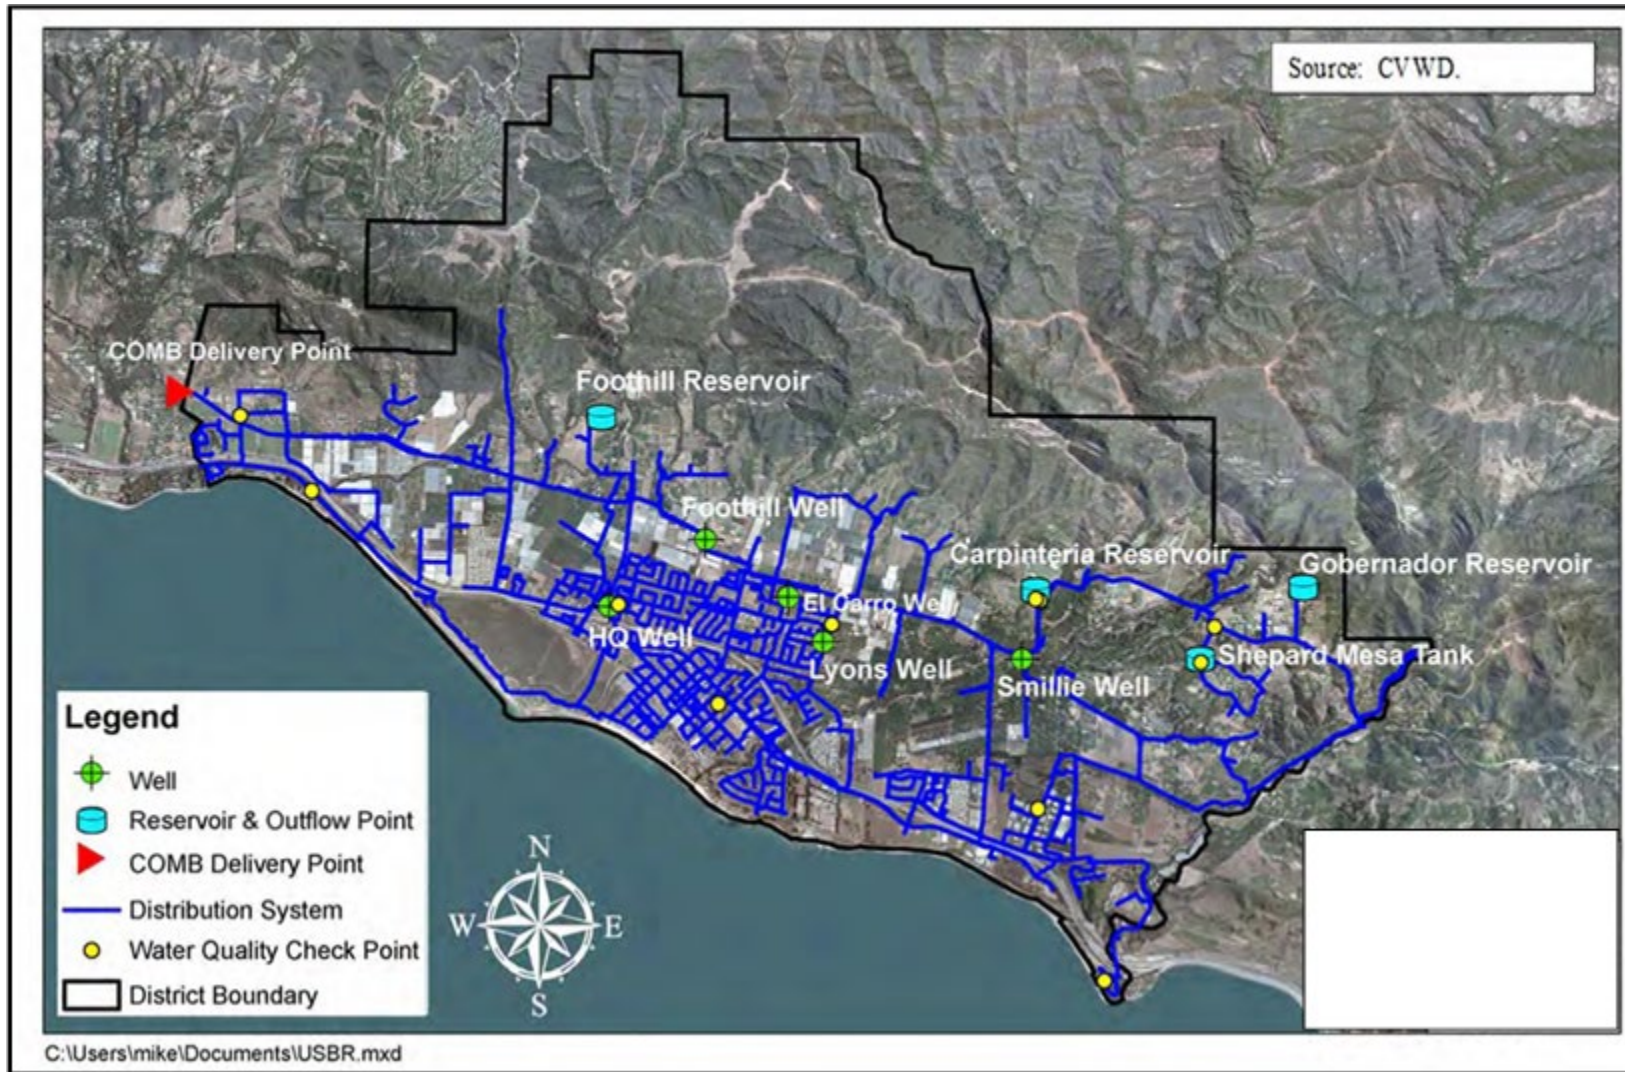 Source: CVWD.
COMB Delivery Point
Foothill Reservoir
Foothill Well
Carpinteria Reservoir
Gobernador Reservoir
El Carro Well
HQ Well
Lyons Well
Shepard Mesa Tank
Smillie Well
Legend
Well
Reservoir & Outflow Point
COMB Delivery Point
Distribution System
Water Quality Check Point
District Boundary
N
W
E
S
C:\Users\mike\Documents\USBR.mxd